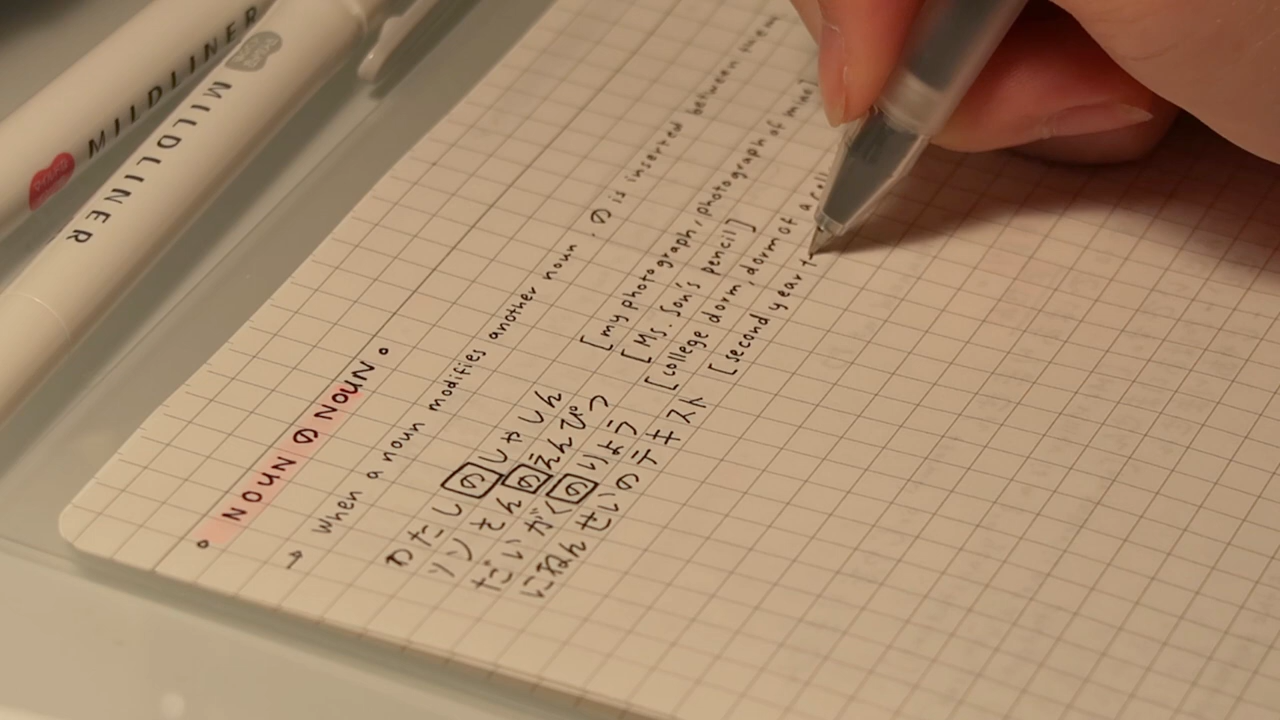 MILDLINER
MILDLINER
NOUN の NOUN
→ When a noun modifies another noun . の is inserted between them
わたしのしゃしん [my photograph, photograph of mine]
ソンさんのえんぴつ [Ms. Son's pencil]
だいがくのりよう [college dorm, dorm of a coll
にねんせいのテキスト [second year t